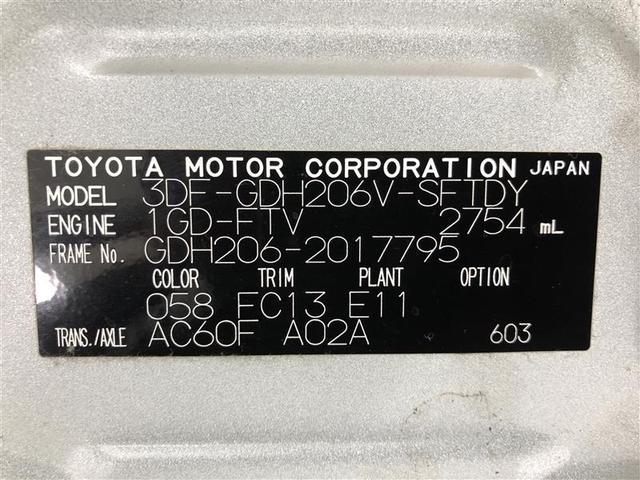 TOYOTA MOTOR CORPORATION JAPAN
MODEL 3DF-GDH206V-SFTDY
ENGINE 1GD-FTV 2754 mL
FRAME No. GDH206-2017795
COLOR TRIM PLANT OPTION
058 FC13 E11
TRANS./AXLE AC60F A02A 603